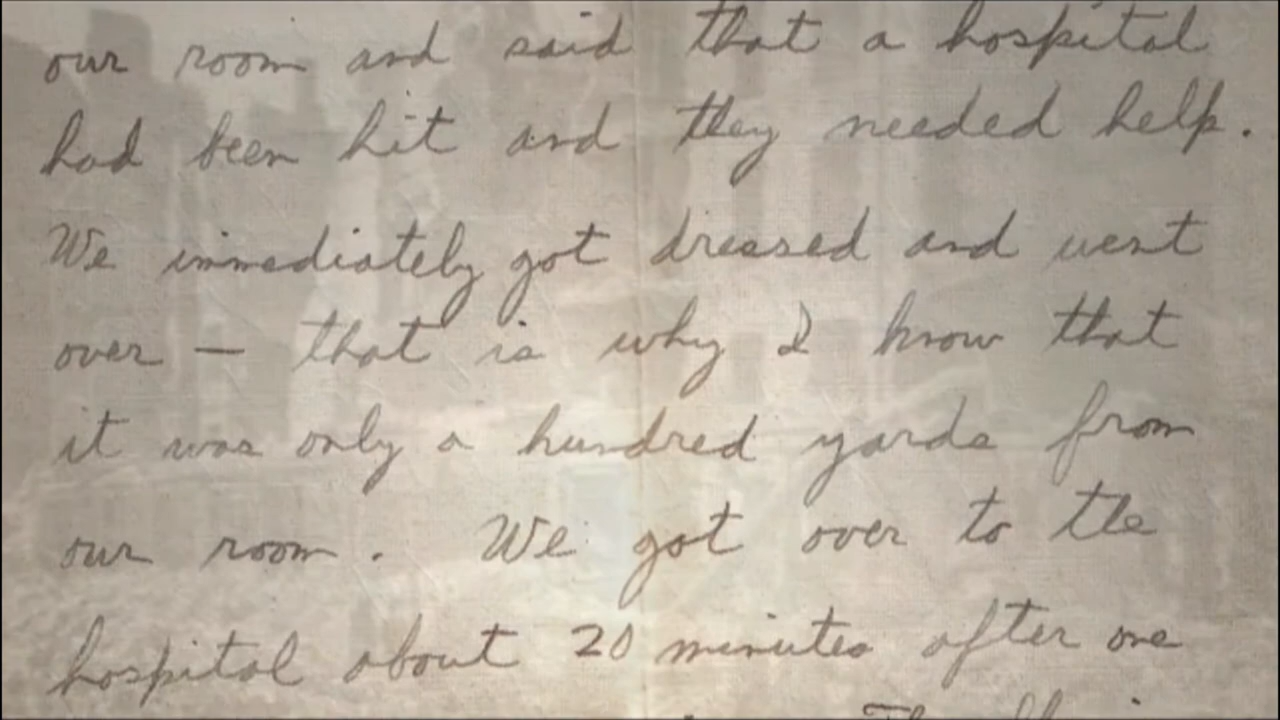 our room and said that a hospital
had been hit and they needed help.
We immediately got dressed and went
over — that is why I know that
it was only a hundred yards from
our room. We got over to the
hospital about 20 minutes after one